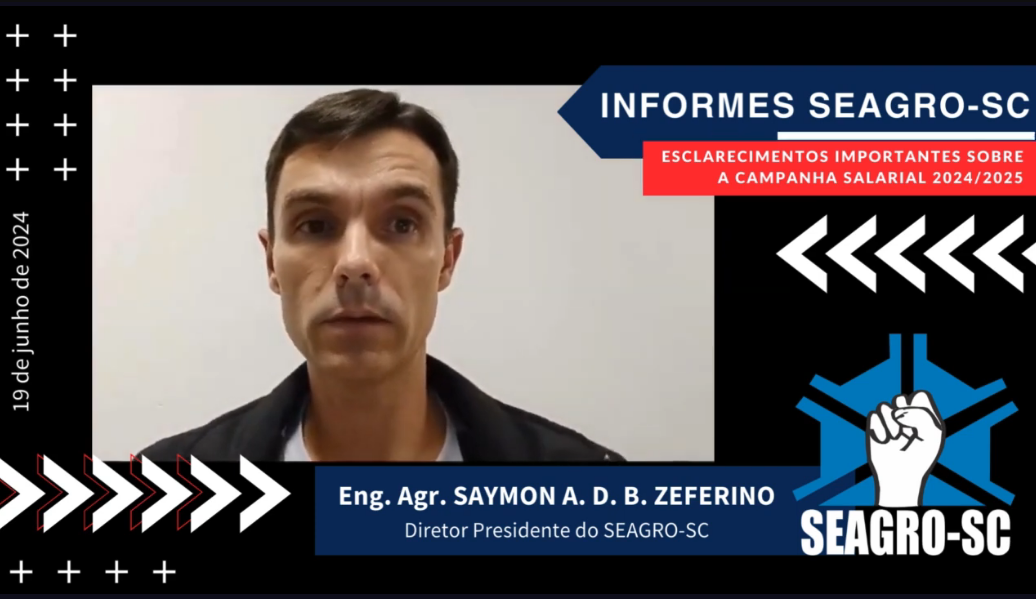 INFORMES SEAGRO-SC
ESCLARECIMENTOS IMPORTANTES SOBRE
A CAMPANHA SALARIAL 2024/2025
19 de junho de 2024
Eng. Agr. SAYMON A. D. B. ZEFERINO
Diretor Presidente do SEAGRO-SC
SEAGRO-SC